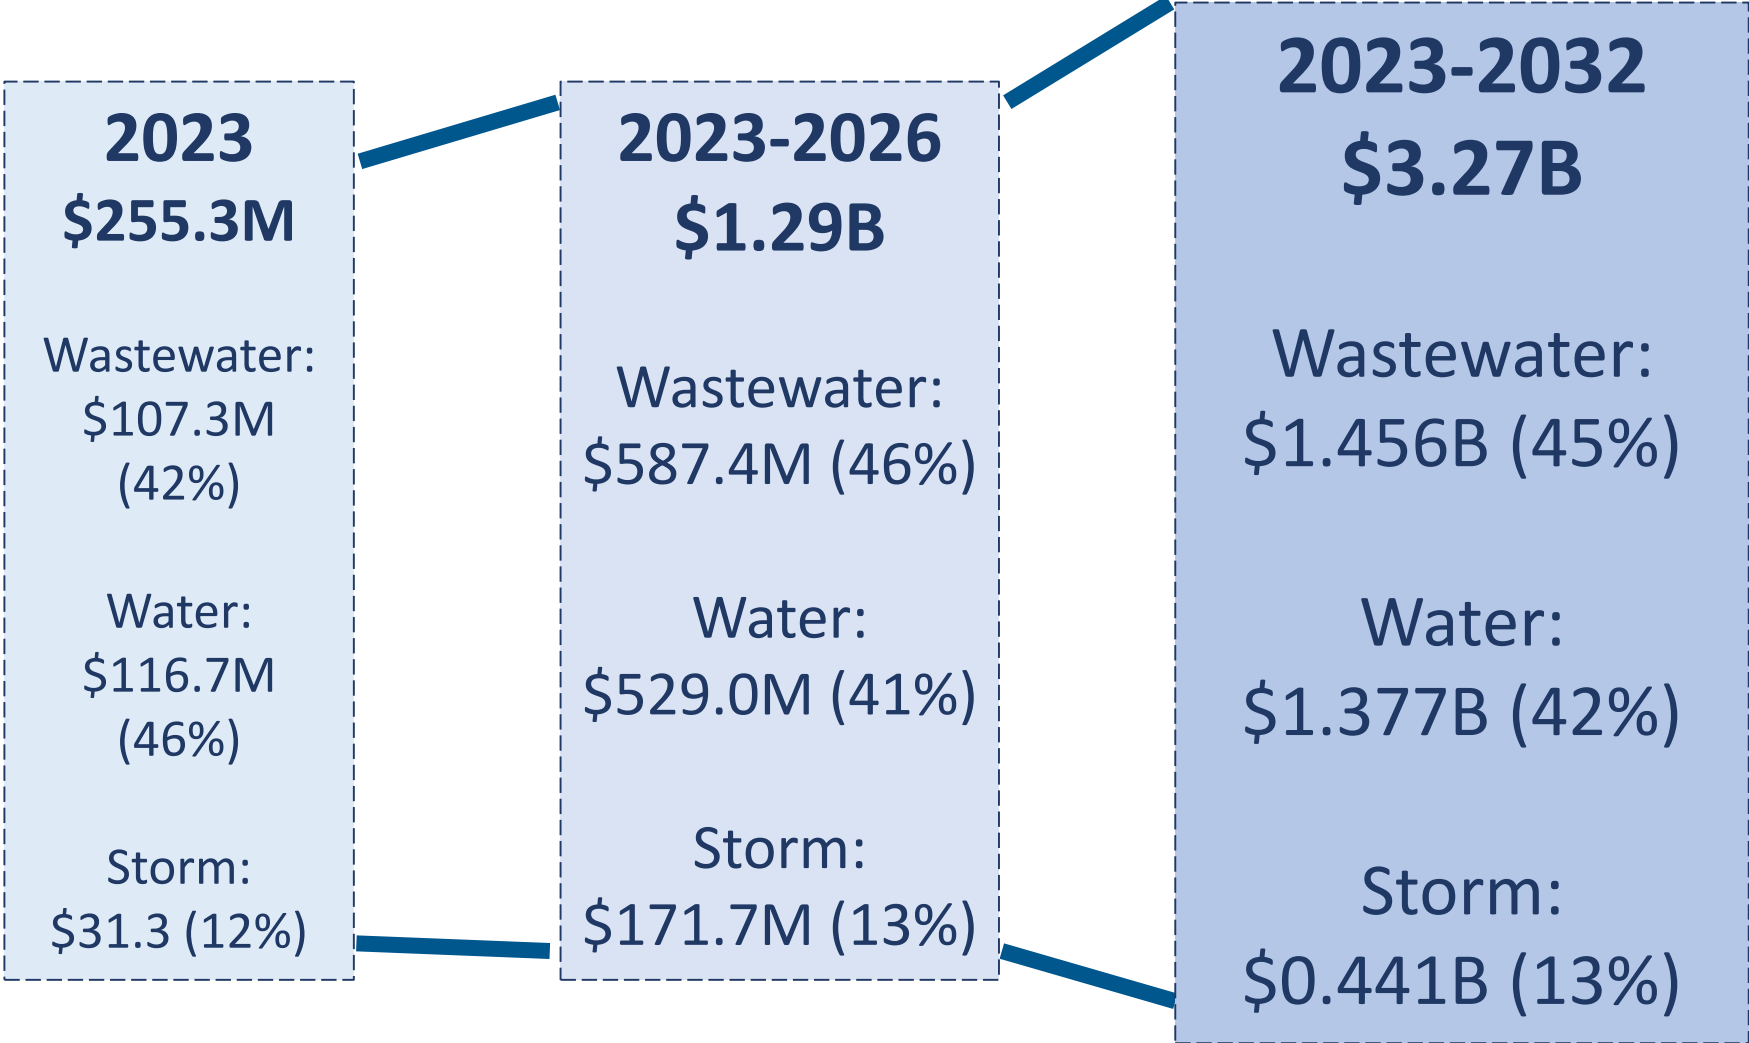 2023
$255.3M
Wastewater:
$107.3M
(42%)
Water:
$116.7M
(46%)
Storm:
$31.3 (12%)
2023-2026
$1.29B
Wastewater:
$587.4M (46%)
Water:
$529.0M (41%)
Storm:
$171.7M (13%)
2023-2032
$3.27B
Wastewater:
$1.456B (45%)
Water:
$1.377B (42%)
Storm:
$0.441B (13%)